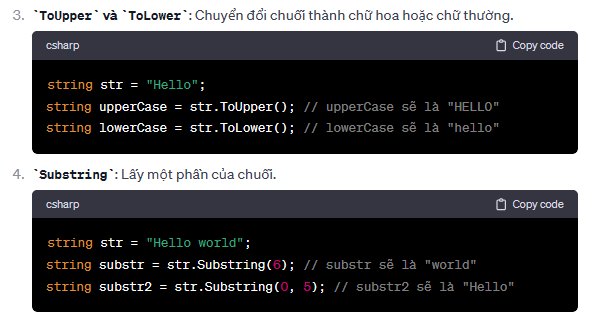 3. `ToUpper` và `ToLower`: Chuyển đổi chuỗi thành chữ hoa hoặc chữ thường.
csharp Copy code
string str = "Hello";
string upperCase = str.ToUpper(); // upperCase sẽ là "HELLO"
string lowerCase = str.ToLower(); // lowerCase sẽ là "hello"
4. `Substring`: Lấy một phần của chuỗi.
csharp Copy code
string str = "Hello world";
string substr = str.Substring(6); // substr sẽ là "world"
string substr2 = str.Substring(0, 5); // substr2 sẽ là "Hello"